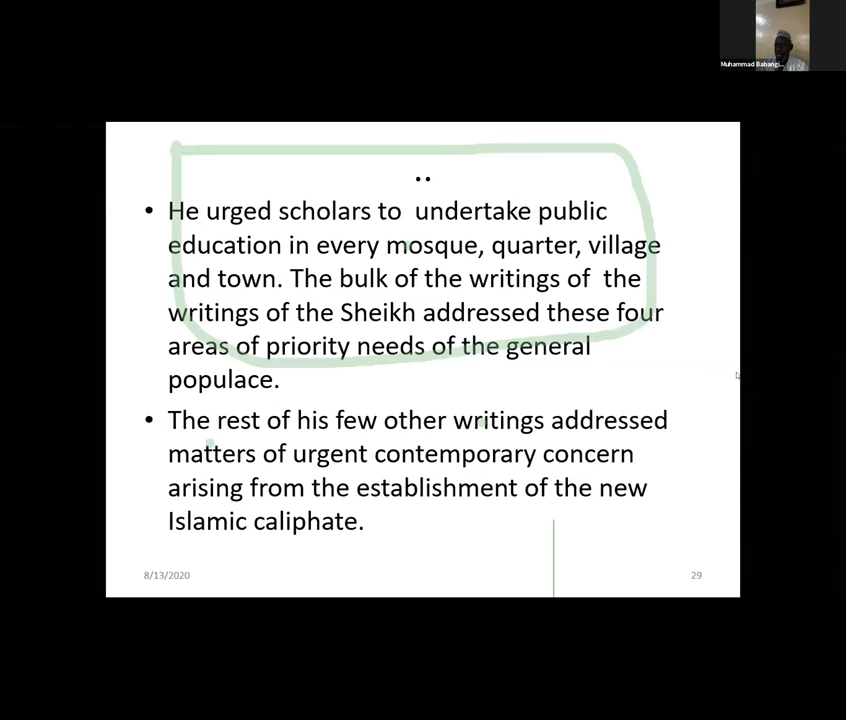 Muhammad Babangi...
..
• He urged scholars to  undertake public
education in every mosque, quarter, village
and town. The bulk of the writings of  the
writings of the Sheikh addressed these four
areas of priority needs of the general
populace.
• The rest of his few other writings addressed
matters of urgent contemporary concern
arising from the establishment of the new
Islamic caliphate.
8/13/2020
29